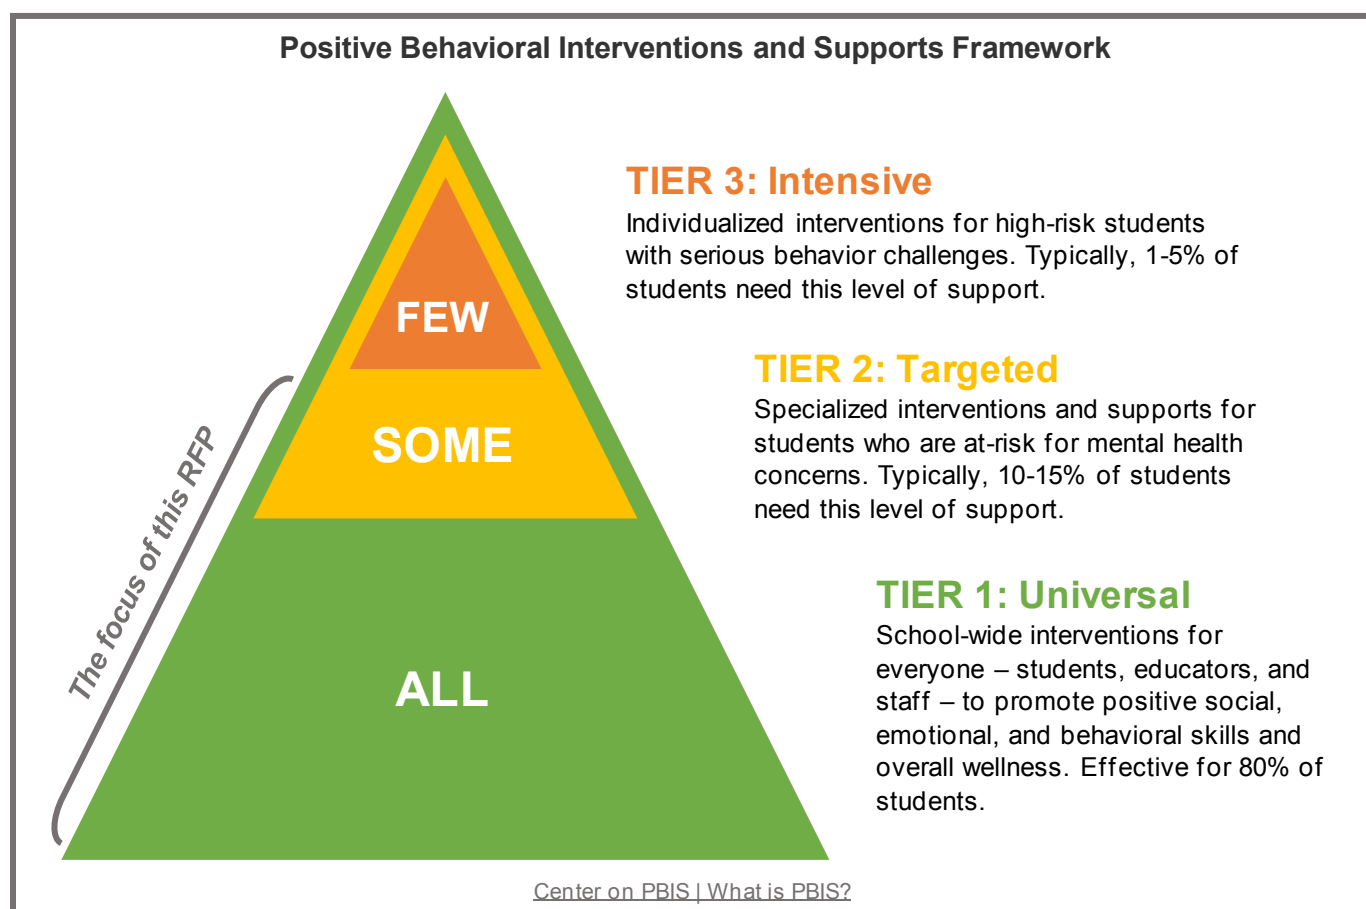 Positive Behavioral Interventions and Supports Framework
TIER 3: Intensive
Individualized interventions for high-risk students
with serious behavior challenges. Typically, 1-5% of
students need this level of support.
FEW
TIER 2: Targeted
Specialized interventions and supports for
students who are at-risk for mental health
concerns. Typically, 10-15% of students
need this level of support.
SOME
The focus of this RFP
TIER 1: Universal
School-wide interventions for
everyone – students, educators, and
staff – to promote positive social,
emotional, and behavioral skills and
overall wellness. Effective for 80% of
students.
ALL
Center on PBIS | What is PBIS?